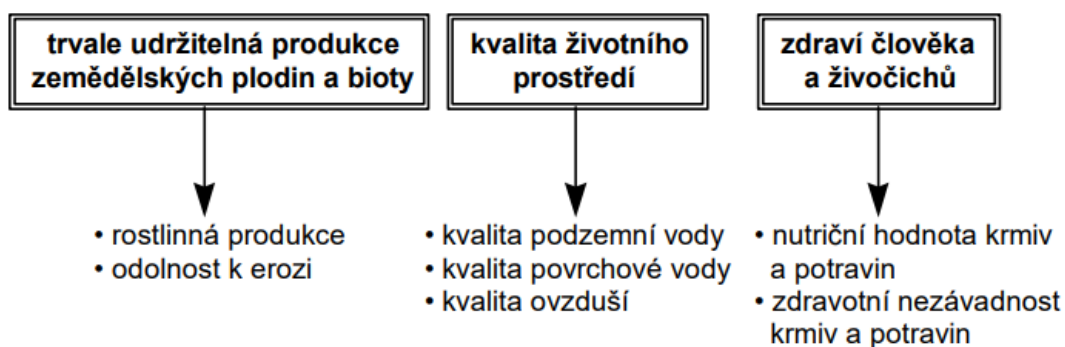 trvale udržitelná produkce
zemědělských plodin a bioty
kvalita životního
prostředí
zdraví člověka
a živočichů
• rostlinná produkce
• odolnost k erozi
• kvalita podzemní vody
• kvalita povrchové vody
• kvalita ovzduší
• nutriční hodnota krmiv
a potravin
• zdravotní nezávadnost
krmiv a potravin